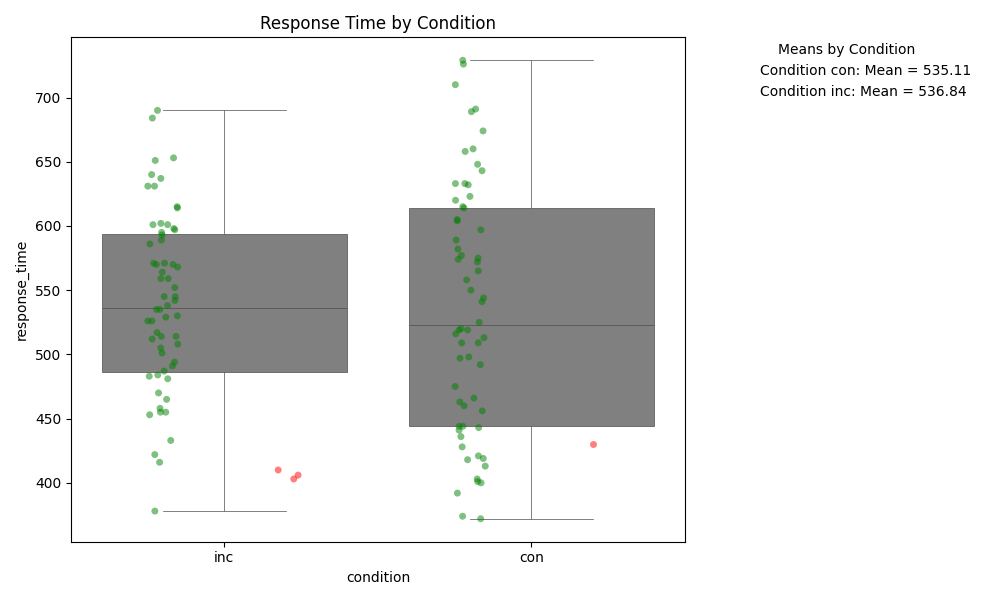 Response Time by Condition
Means by Condition
Condition con: Mean = 535.11
Condition inc: Mean = 536.84
response_time
700
650
600
550
500
450
400
inc
con
condition